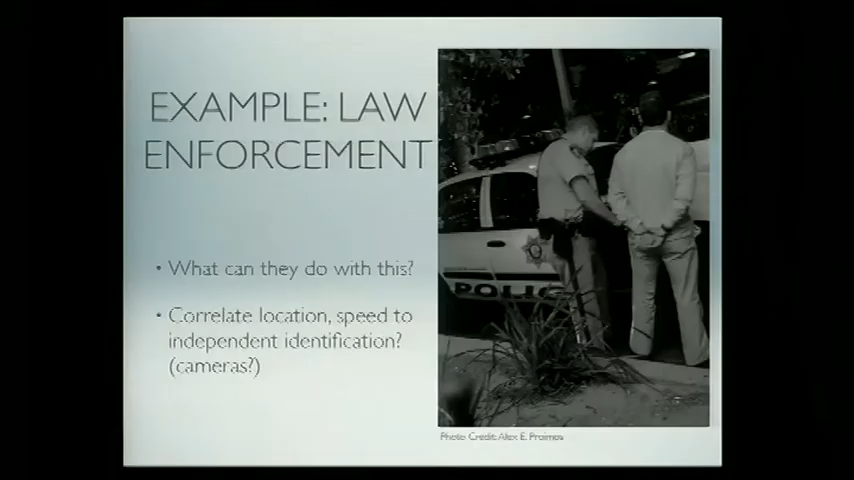 EXAMPLE: LAW
ENFORCEMENT
• What can they do with this?
• Correlate location, speed to
independent identification?
(cameras?)
POLIC
Photo Credit: Alex E. Proimos